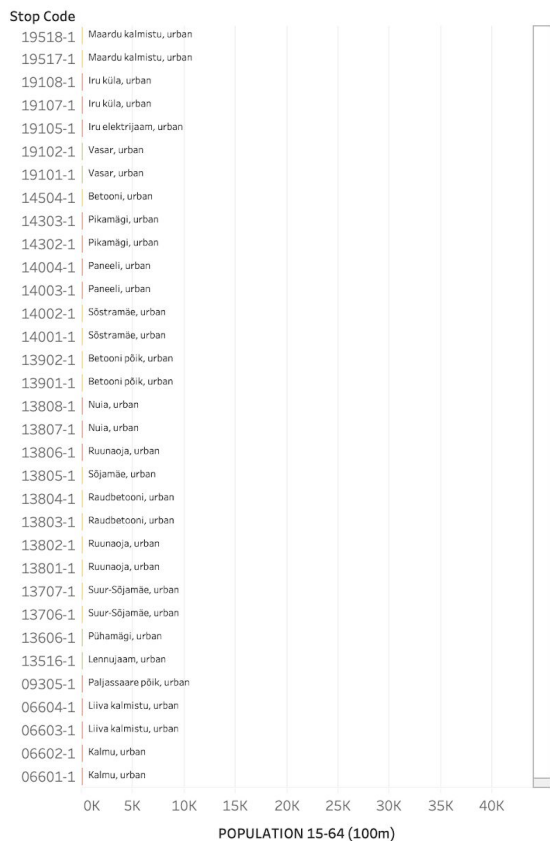 Stop Code
19518-1 Maardu kalmistu, urban
19517-1 Maardu kalmistu, urban
19108-1 Iru küla, urban
19107-1 Iru küla, urban
19105-1 Iru elektrijaam, urban
19102-1 Vasar, urban
19101-1 Vasar, urban
14504-1 Betooni, urban
14303-1 Pikamägi, urban
14302-1 Pikamägi, urban
14004-1 Paneeli, urban
14003-1 Paneeli, urban
14002-1 Sõstramäe, urban
14001-1 Sõstramäe, urban
13902-1 Betooni põik, urban
13901-1 Betooni põik, urban
13808-1 Nuia, urban
13807-1 Nuia, urban
13806-1 Ruunaoja, urban
13805-1 Sõjamäe, urban
13804-1 Raudbetooni, urban
13803-1 Raudbetooni, urban
13802-1 Ruunaoja, urban
13801-1 Ruunaoja, urban
13707-1 Suur-Sõjamäe, urban
13706-1 Suur-Sõjamäe, urban
13606-1 Pühamägi, urban
13516-1 Lennujaam, urban
09305-1 Paljassaare põik, urban
06604-1 Liiva kalmistu, urban
06603-1 Liiva kalmistu, urban
06602-1 Kalmu, urban
06601-1 Kalmu, urban
0K 5K 10K 15K 20K 25K 30K 35K 40K
POPULATION 15-64 (100m)